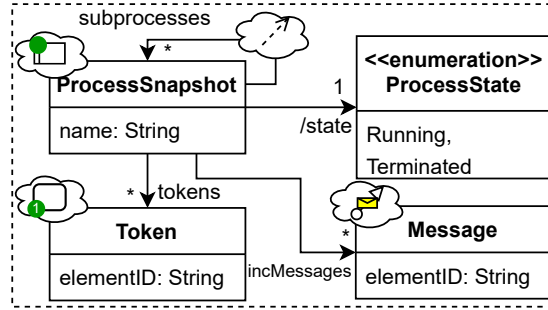 subprocesses
*
ProcessSnapshot
name: String
1
/state
<<enumeration>>
ProcessState
Running,
Terminated
* tokens
1
Token
elementID: String
incMessages
*
Message
elementID: String